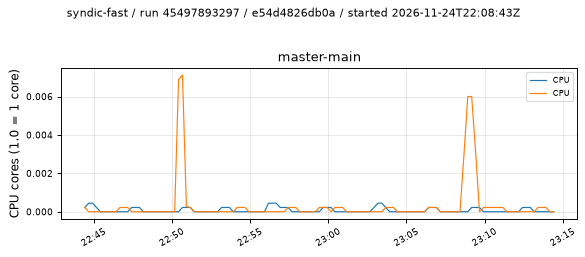 syndic-fast / run 45497893297 / e54d4826db0a / started 2026-11-24T22:08:43Z
master-main
CPU cores (1.0 = 1 core)
0.006
0.004
0.002
0.000
CPU
CPU
22:45
22:50
22:55
23:00
23:05
23:10
23:15